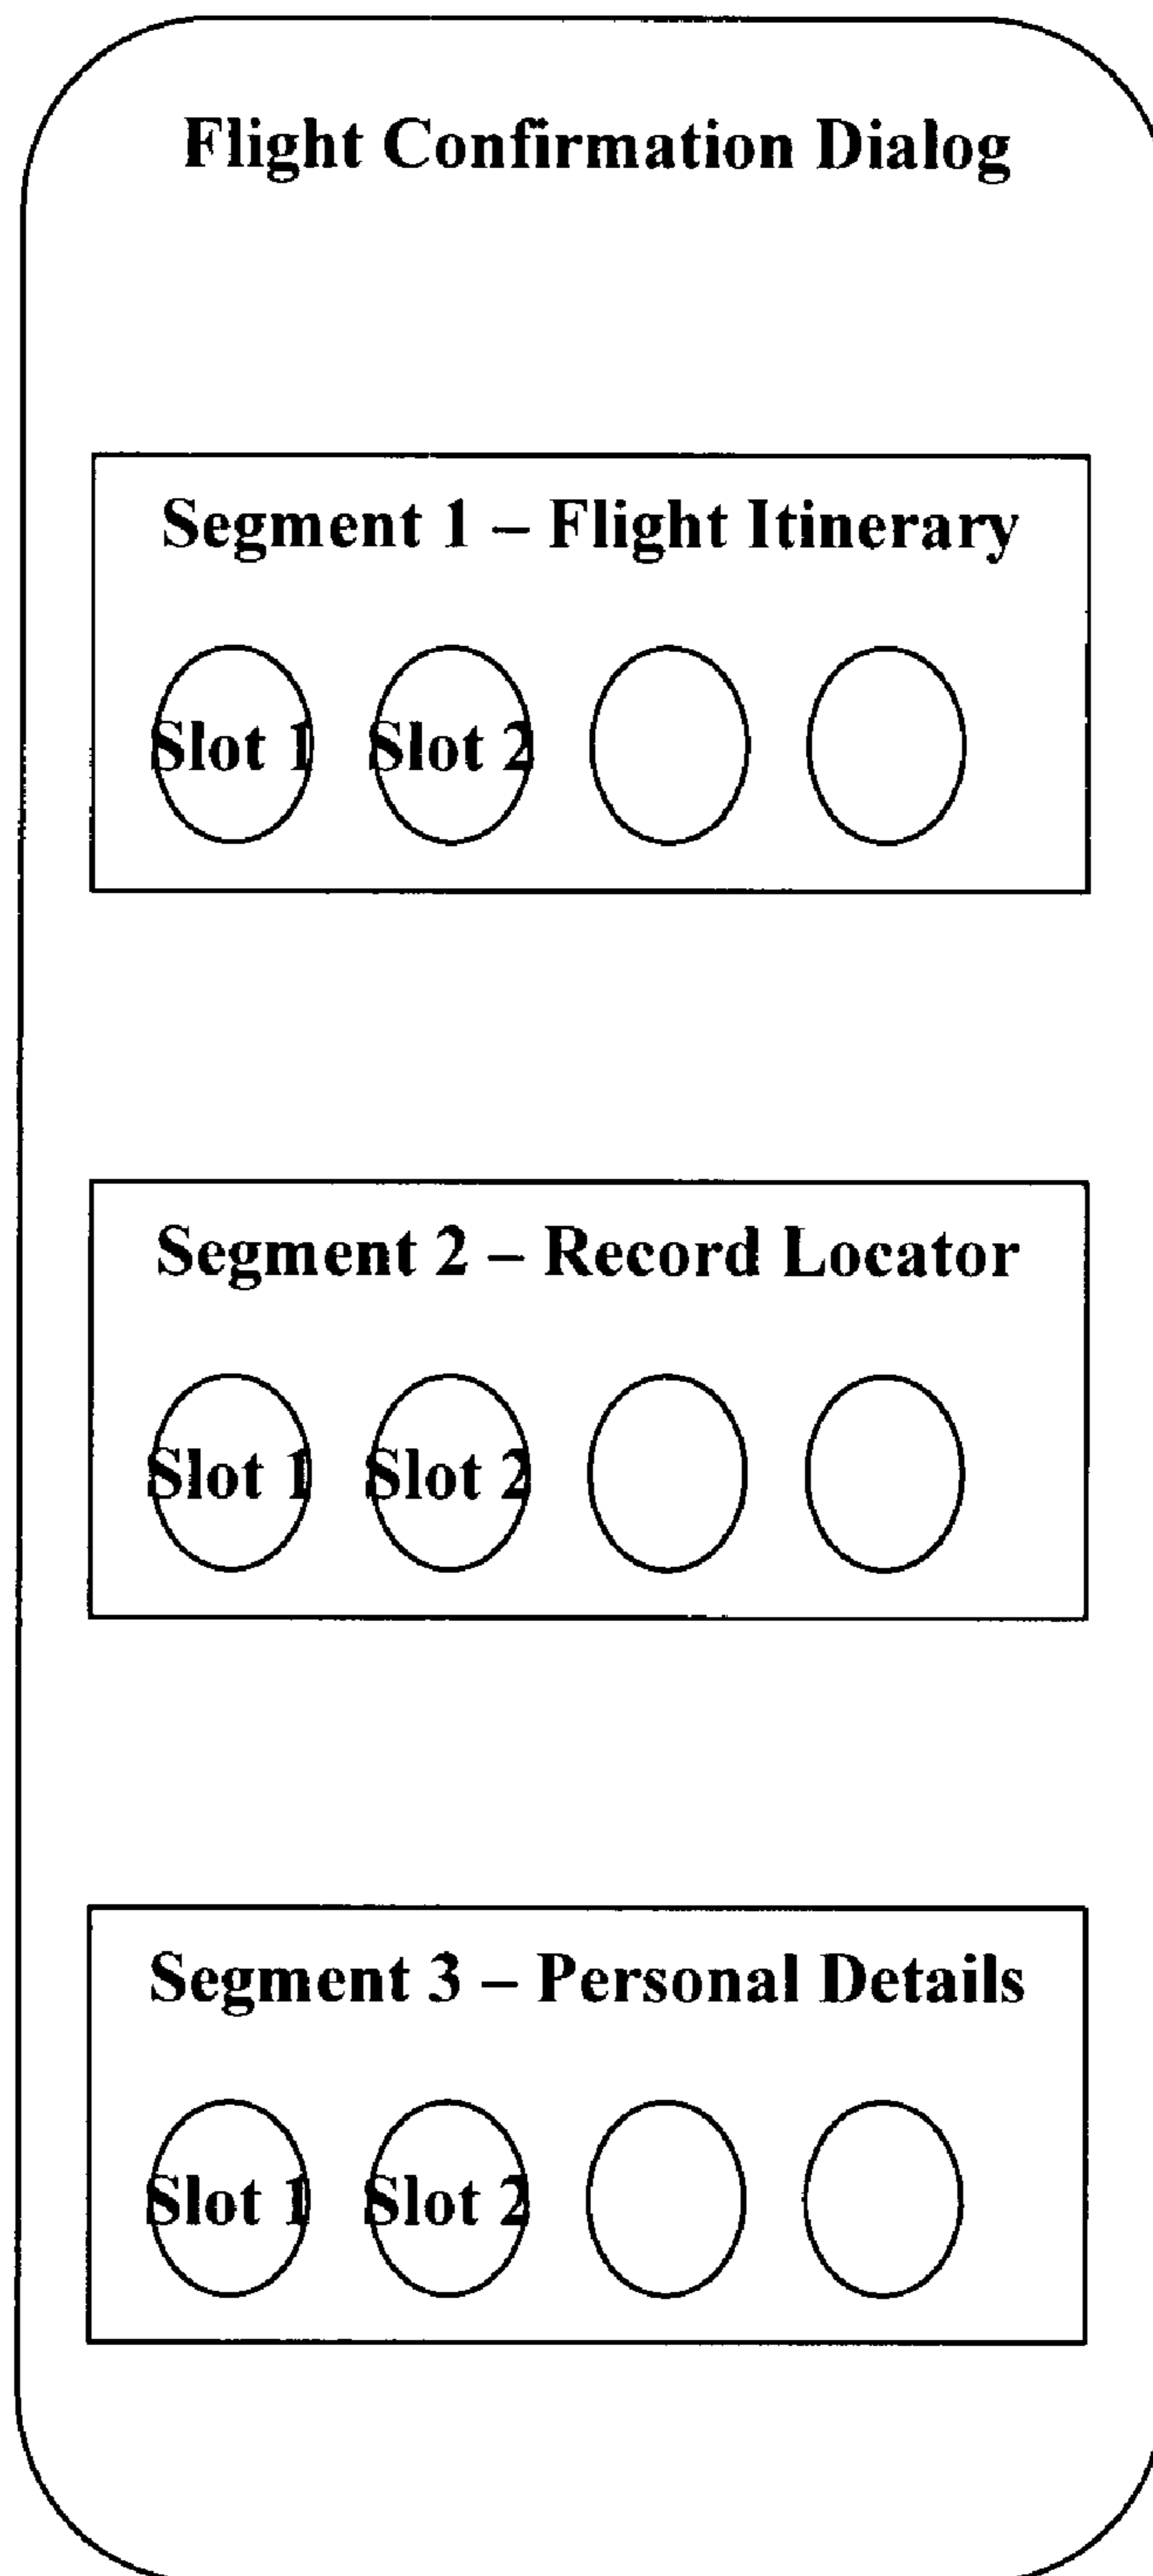 Flight Confirmation Dialog
Segment 1 – Flight Itinerary
Slot 1 Slot 2
Segment 2 – Record Locator
Slot 1 Slot 2
Segment 3 – Personal Details
Slot 1 Slot 2